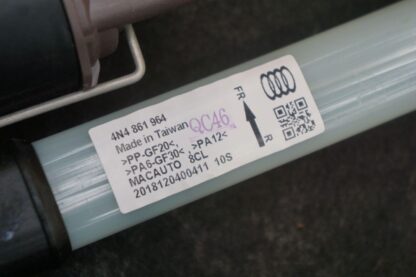 4N4 861 964
Made in Taiwan QC46
>PP-GF20<,
>PA6-GF30<, >PA12<
MACAUTO 8CL
2018120400411 10S
FR
R